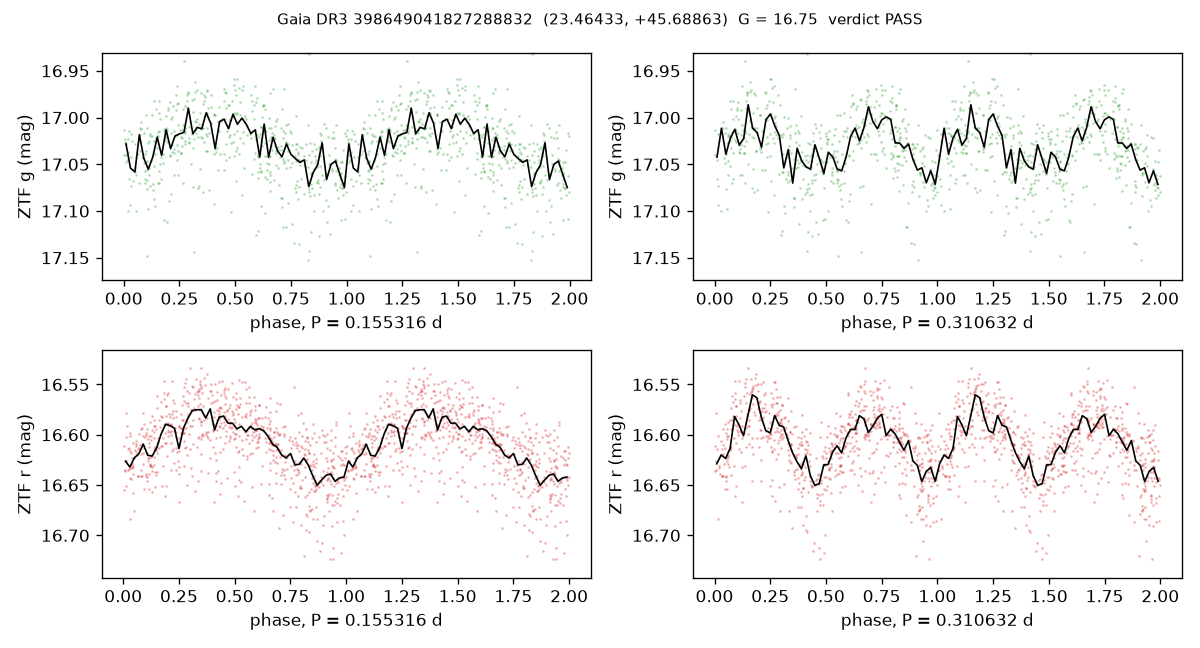 Gaia DR3 398649041827288832  (23.46433, +45.68863)  G = 16.75  verdict PASS
ZTF g (mag)
16.95
17.00
17.05
17.10
17.15
0.00 0.25 0.50 0.75 1.00 1.25 1.50 1.75 2.00
phase, P = 0.155316 d
ZTF g (mag)
16.95
17.00
17.05
17.10
17.15
0.00 0.25 0.50 0.75 1.00 1.25 1.50 1.75 2.00
phase, P = 0.310632 d
ZTF r (mag)
16.55
16.60
16.65
16.70
0.00 0.25 0.50 0.75 1.00 1.25 1.50 1.75 2.00
phase, P = 0.155316 d
ZTF r (mag)
16.55
16.60
16.65
16.70
0.00 0.25 0.50 0.75 1.00 1.25 1.50 1.75 2.00
phase, P = 0.310632 d